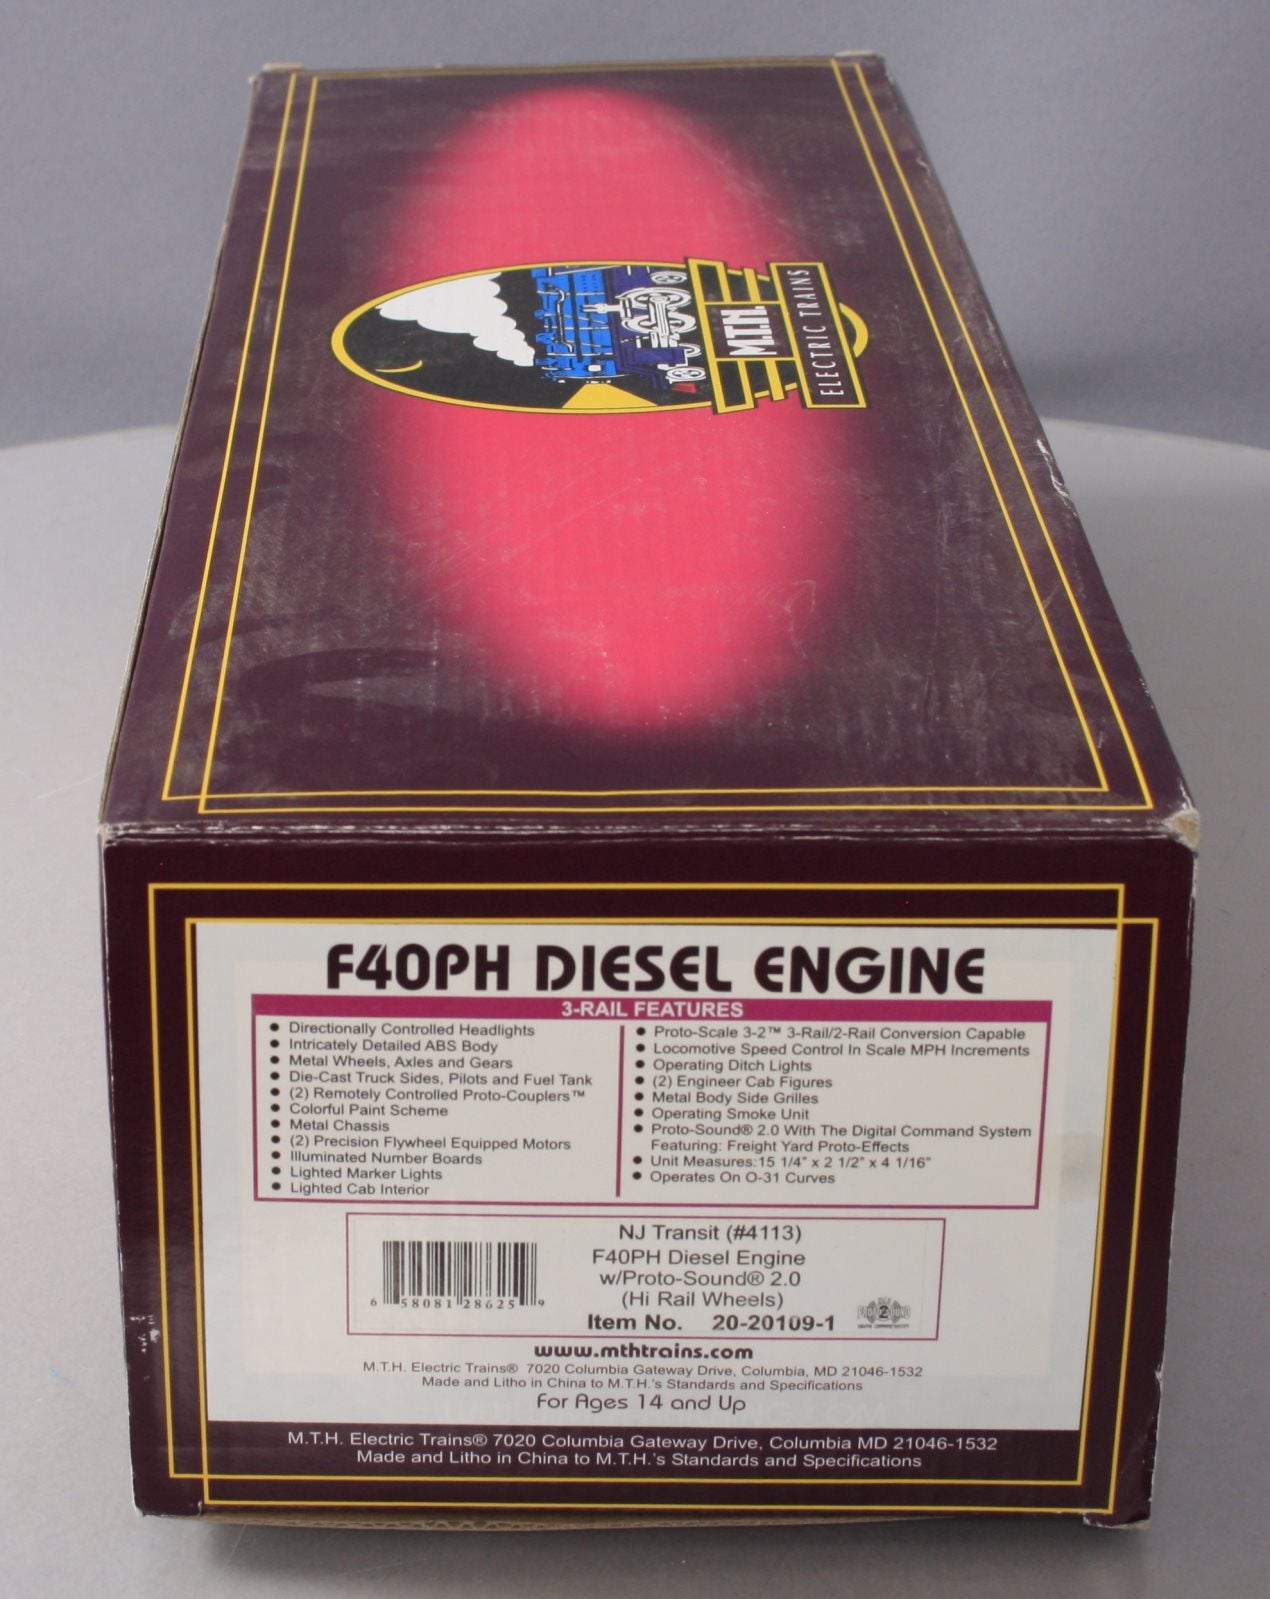 M.T.H.
ELECTRIC TRAINS
F40PH DIESEL ENGINE
3-RAIL FEATURES
• Directionally Controlled Headlights
• Intricately Detailed ABS Body
• Metal Wheels, Axles and Gears
• Die-Cast Truck Sides, Pilots and Fuel Tank
• (2) Remotely Controlled Proto-Couplers™
• Colorful Paint Scheme
• Metal Chassis
• (2) Precision Flywheel Equipped Motors
• Illuminated Number Boards
• Lighted Marker Lights
• Lighted Cab Interior
• Proto-Scale 3-2™ 3-Rail/2-Rail Conversion Capable
• Locomotive Speed Control In Scale MPH Increments
• Operating Ditch Lights
• (2) Engineer Cab Figures
• Metal Body Side Grilles
• Operating Smoke Unit
• Proto-Sound® 2.0 With The Digital Command System
Featuring: Freight Yard Proto-Effects
• Unit Measures:15 1/4" x 2 1/2" x 4 1/16"
• Operates On O-31 Curves
NJ Transit (#4113)
F40PH Diesel Engine
w/Proto-Sound® 2.0
(Hi Rail Wheels)
Item No. 20-20109-1
6 58081 28625 9
www.mthtrains.com
M.T.H. Electric Trains® 7020 Columbia Gateway Drive, Columbia, MD 21046-1532
Made and Litho in China to M.T.H.'s Standards and Specifications
For Ages 14 and Up
M.T.H. Electric Trains® 7020 Columbia Gateway Drive, Columbia MD 21046-1532
Made and Litho in China to M.T.H.'s Standards and Specifications